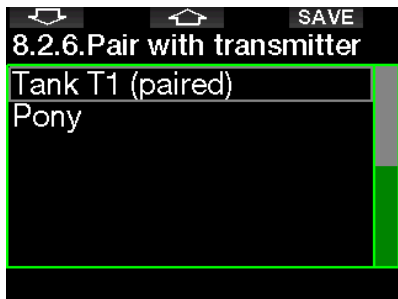 SAVE
8.2.6.Pair with transmitter
Tank T1 (paired)
Pony